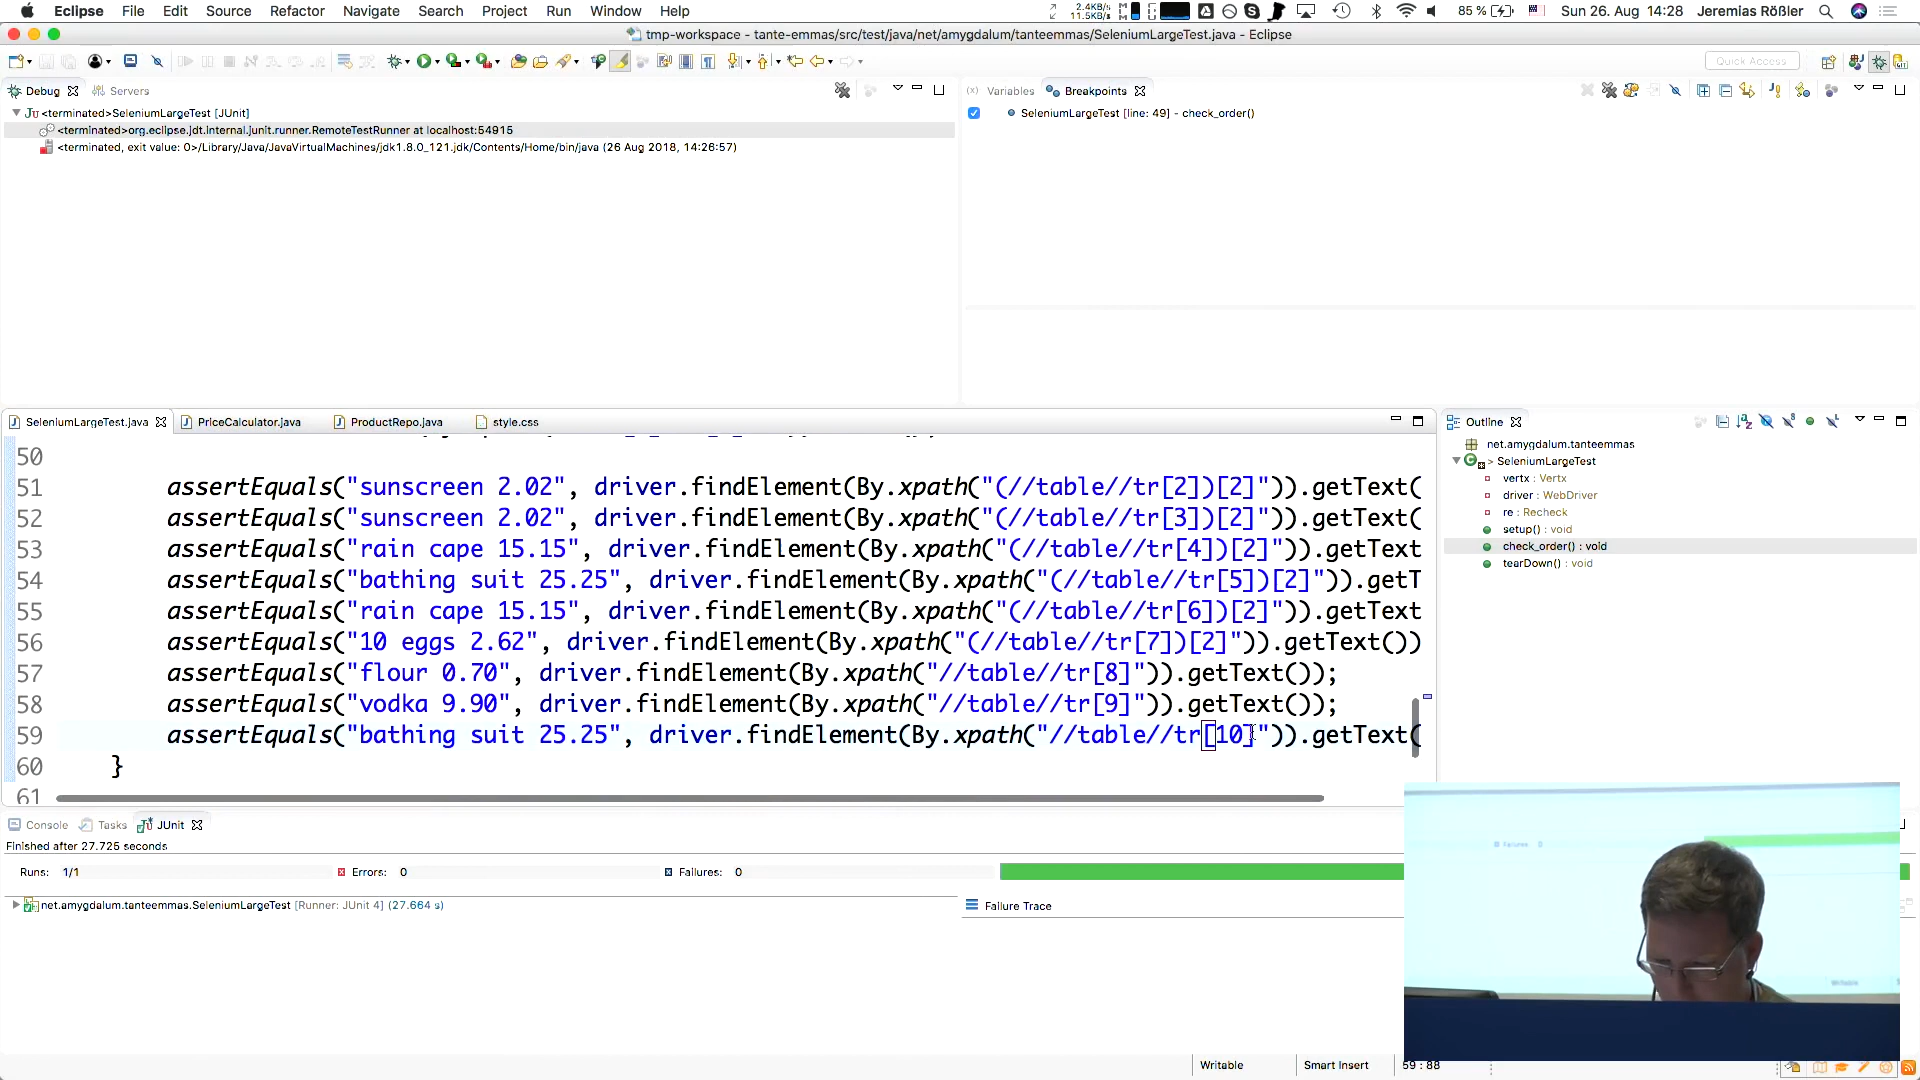 Eclipse File Edit Source Refactor Navigate Search Project Run Window Help
2.4KB/s
11.5KB/s
85 % Sun 26. Aug 14:28 Jeremias Rößler
tmp-workspace - tante-emmas/src/test/java/net/amygdalum/tanteemmas/SeleniumLargeTest.java - Eclipse
Quick Access
Debug Servers
<terminated>SeleniumLargeTest [JUnit]
<terminated>org.eclipse.jdt.internal.junit.runner.RemoteTestRunner at localhost:54915
<terminated, exit value: 0>/Library/Java/JavaVirtualMachines/jdk1.8.0_121.jdk/Contents/Home/bin/java (26 Aug 2018, 14:26:57)
Variables Breakpoints
SeleniumLargeTest [line: 49] - check_order()
SeleniumLargeTest.java PriceCalculator.java ProductRepo.java style.css
50
51 assertEquals("sunscreen 2.02", driver.findElement(By.xpath("(//table//tr[2])[2]")).getText(
52 assertEquals("sunscreen 2.02", driver.findElement(By.xpath("(//table//tr[3])[2]")).getText(
53 assertEquals("rain cape 15.15", driver.findElement(By.xpath("(//table//tr[4])[2]")).getText
54 assertEquals("bathing suit 25.25", driver.findElement(By.xpath("(//table//tr[5])[2]")).getT
55 assertEquals("rain cape 15.15", driver.findElement(By.xpath("(//table//tr[6])[2]")).getText
56 assertEquals("10 eggs 2.62", driver.findElement(By.xpath("(//table//tr[7])[2]")).getText())
57 assertEquals("flour 0.70", driver.findElement(By.xpath("//table//tr[8]")).getText());
58 assertEquals("vodka 9.90", driver.findElement(By.xpath("//table//tr[9]")).getText());
59 assertEquals("bathing suit 25.25", driver.findElement(By.xpath("//table//tr[10]")).getText(
60 }
61
Outline
net.amygdalum.tanteemmas
> SeleniumLargeTest
vertx : Vertx
driver : WebDriver
re : Recheck
setup() : void
check_order() : void
tearDown() : void
Console Tasks JUnit
Finished after 27.725 seconds
Runs: 1/1 Errors: 0 Failures: 0
net.amygdalum.tanteemmas.SeleniumLargeTest [Runner: JUnit 4] (27.664 s)
Failure Trace
Failures: 0
Writable
Writable Smart Insert 59 : 88